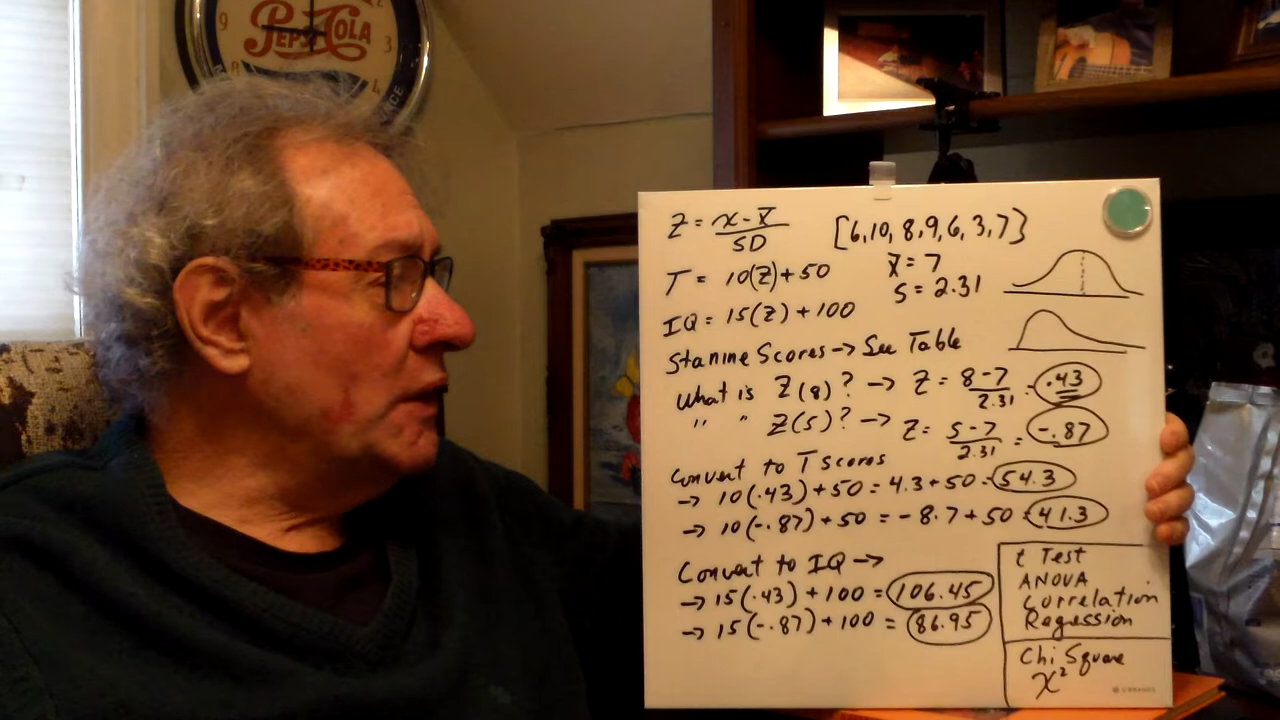 PEPSI COLA
9
3
Z = x - x̄ / SD
[6,10, 8,9,6, 3,7}
x̄ = 7
S = 2.31
T = 10(Z)+50
IQ = 15(Z) + 100
Stanine Scores → See Table
What is Z(8)? → Z = 8-7 / 2.31 = .43
" " Z(5)? → Z = 5-7 / 2.31 = -.87
Convert to T Scores
→ 10(.43)+50 = 4.3+50 = 54.3
→ 10(-.87)+50 = -8.7+50 = 41.3
Convert to IQ →
→ 15(.43) + 100 = 106.45
→ 15(-.87) + 100 = 86.95
t Test
ANOVA
Correlation
Regression
Chi Square
χ²
U BRANDS